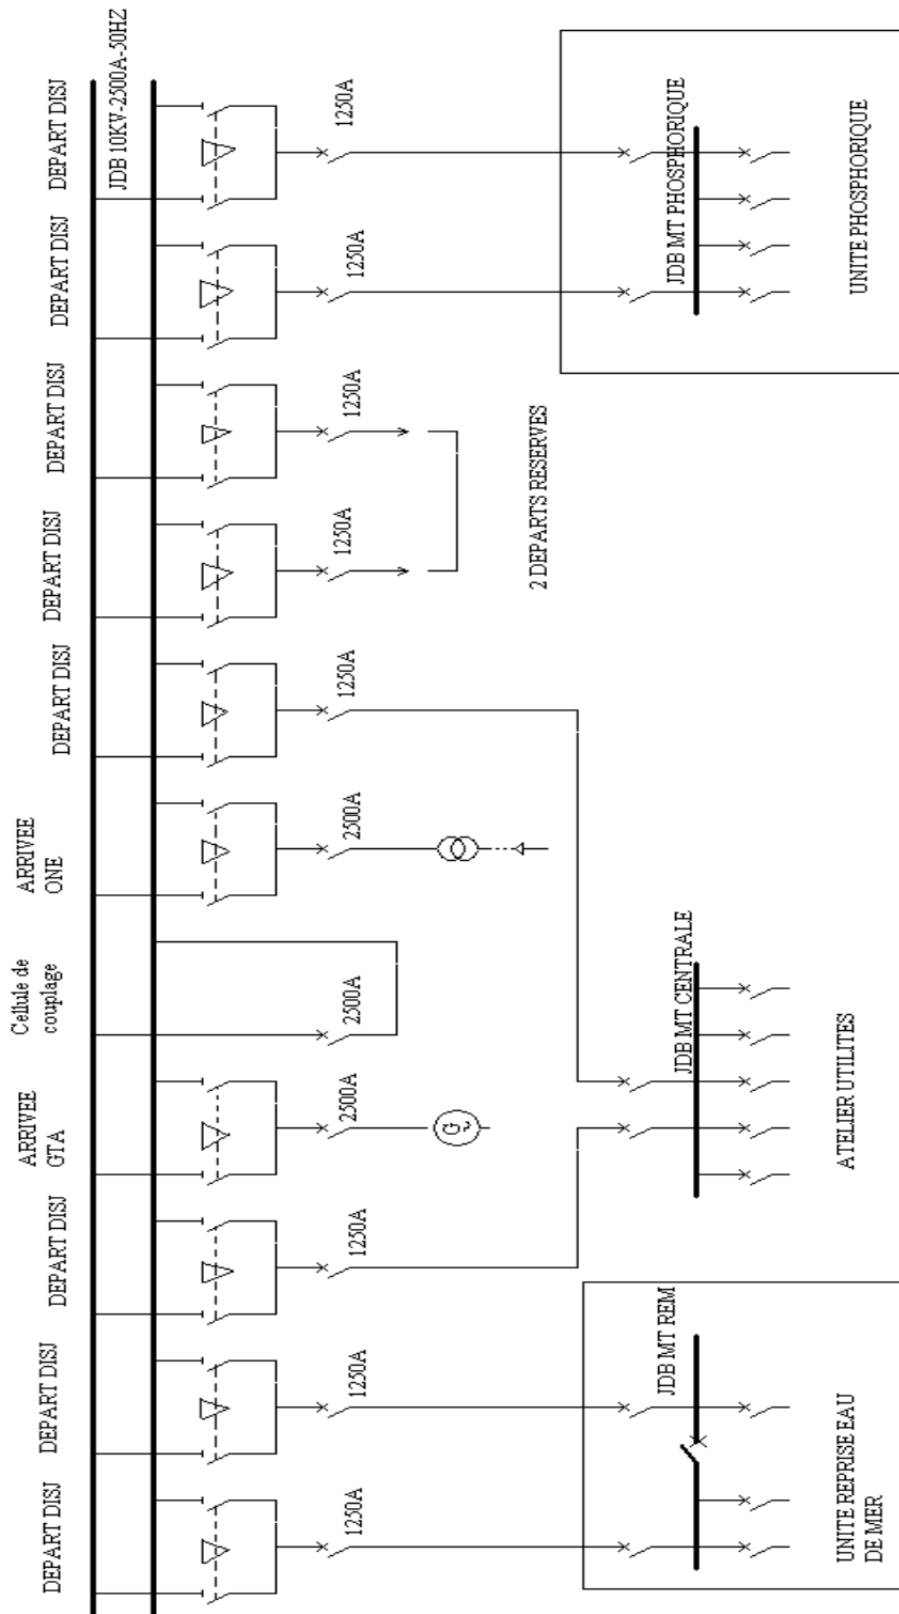 DEPART DISJ
DEPART DISJ
DEPART DISJ
ARRIVEE
GTA
Cellule de
couplage
ARRIVEE
ONE
DEPART DISJ
DEPART DISJ
DEPART DISJ
DEPART DISJ
DEPART DISJ
JDB 10KV-2500A-50HZ
1250A
1250A
1250A
2500A
2500A
2500A
1250A
1250A
1250A
1250A
1250A
G
2 DEPARTS RESERVES
JDB MT REM
JDB MT CENTRALE
JDB MT PHOSPHORIQUE
UNITE REPRISE EAU
DE MER
ATELIER UTILITES
UNITE PHOSPHORIQUE